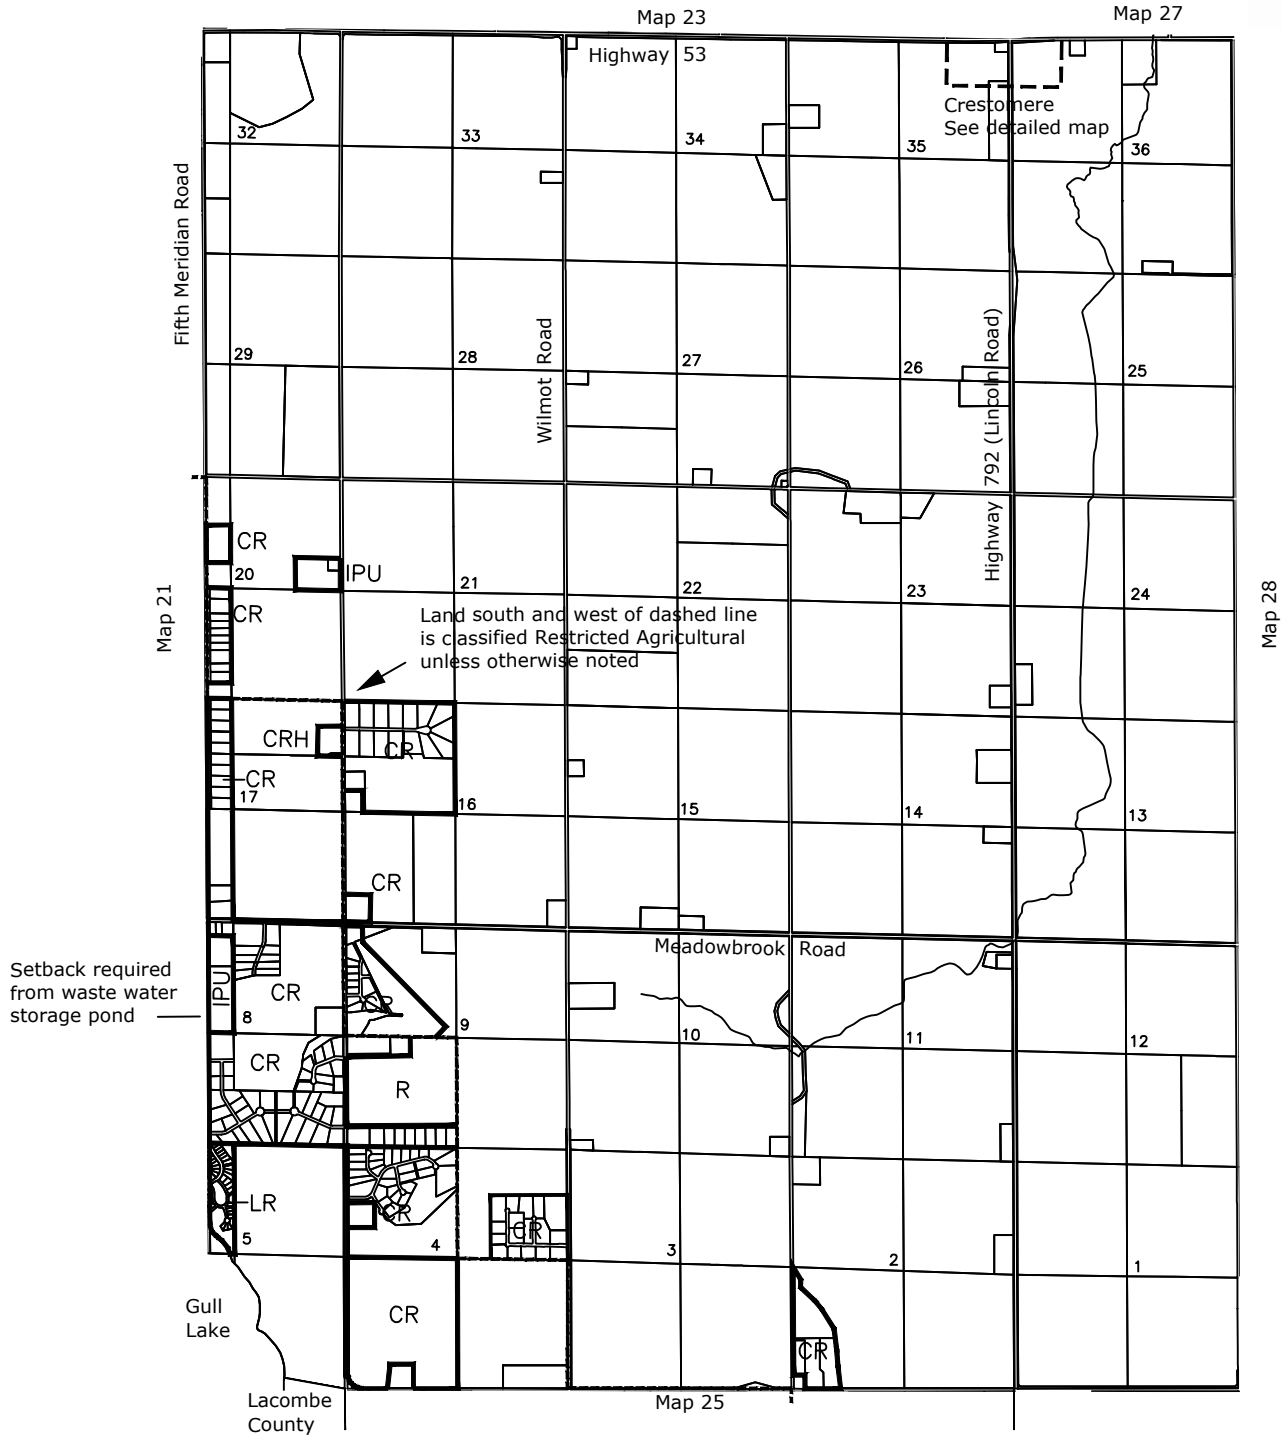 Map 23
Map 27
Highway 53
Crestomere
See detailed map
32
33
34
35
36
Fifth Meridian Road
Wilmot Road
Highway 792 (Lincoln Road)
29
28
27
26
25
CR
20
IPU
21
22
23
24
Map 21
Map 28
CR
Land south and west of dashed line
is classified Restricted Agricultural
unless otherwise noted
CRH
CR
CR
17
16
15
14
13
CR
Meadowbrook Road
Setback required
from waste water
storage pond
IPU
CR
CR
8
9
10
11
12
CR
R
LR
CR
CR
5
4
3
2
1
Gull
Lake
CR
CR
Lacombe
County
Map 25